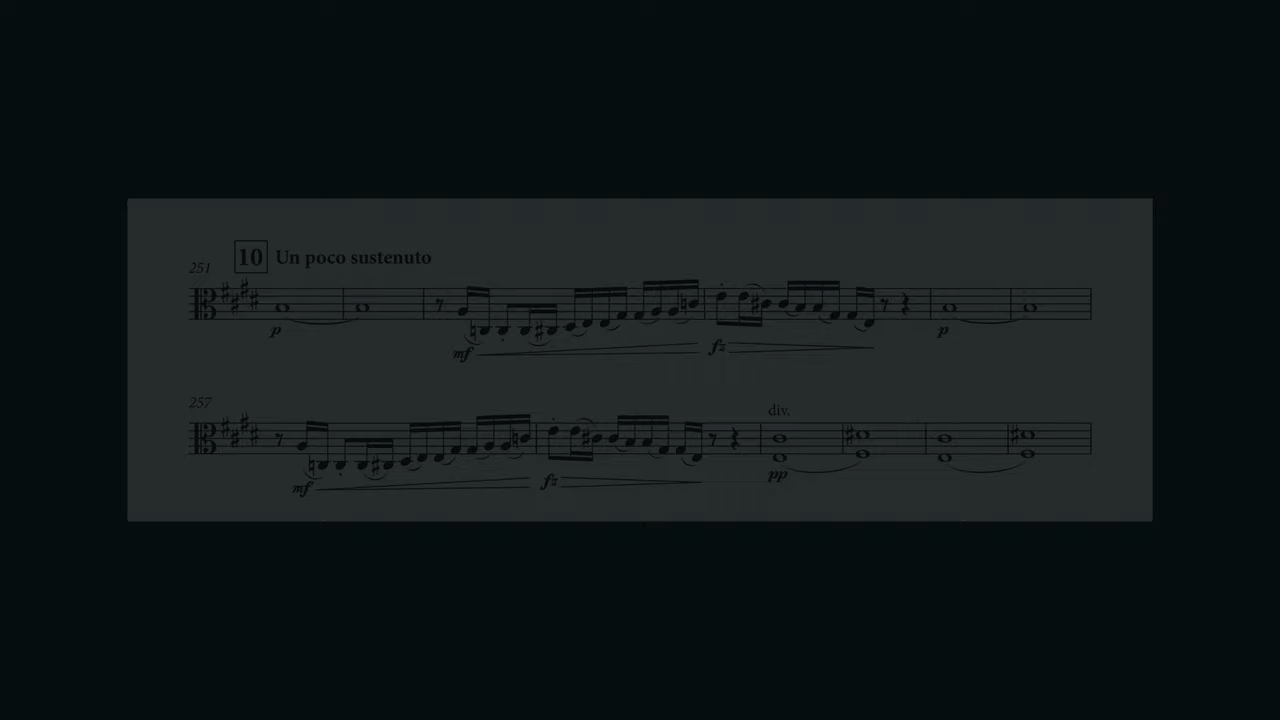 10 Un poco sustenuto
251
p mf fz p
257
div.
mf fz pp